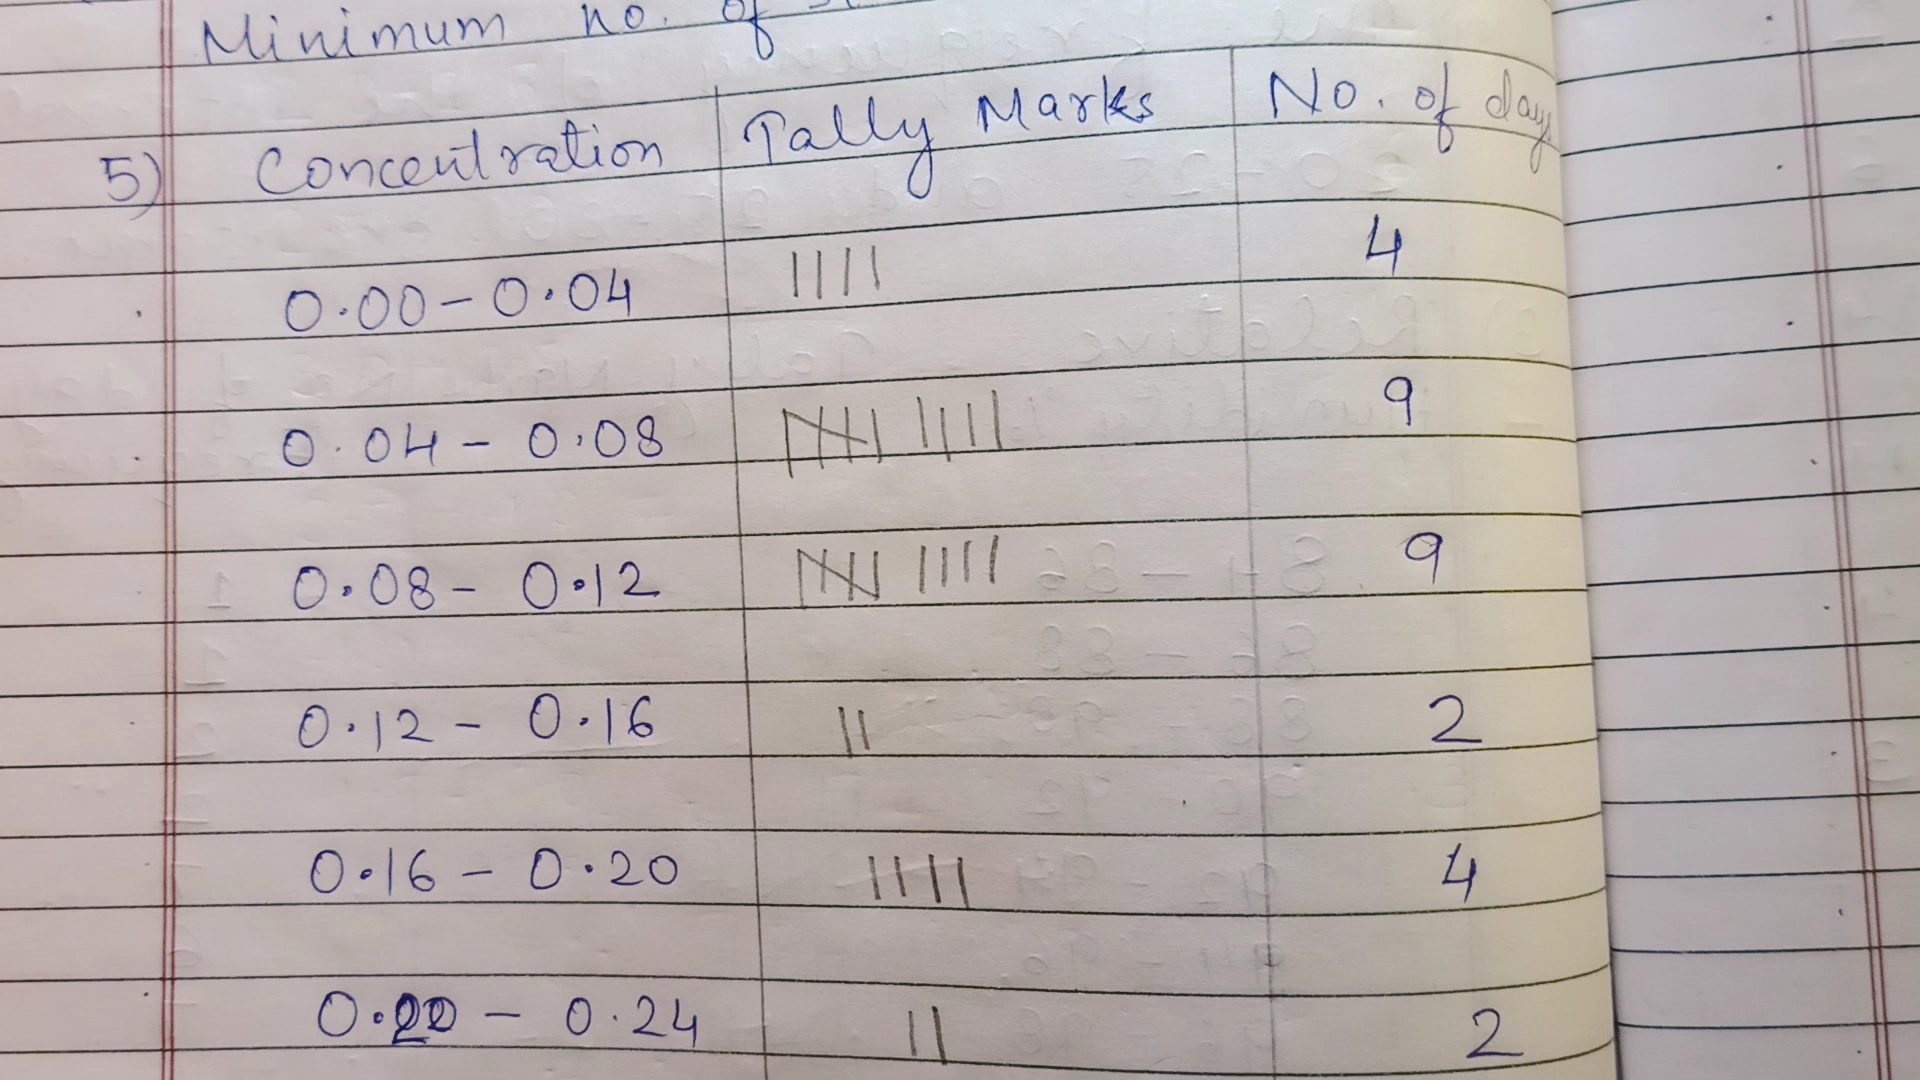 Minimum no. of
5) Concentration Tally Marks No. of days
0.00 - 0.04 |||| 4
0.04 - 0.08 𝍸 |||| 9
0.08 - 0.12 𝍸 |||| 9
0.12 - 0.16 || 2
0.16 - 0.20 |||| 4
0.20 - 0.24 || 2